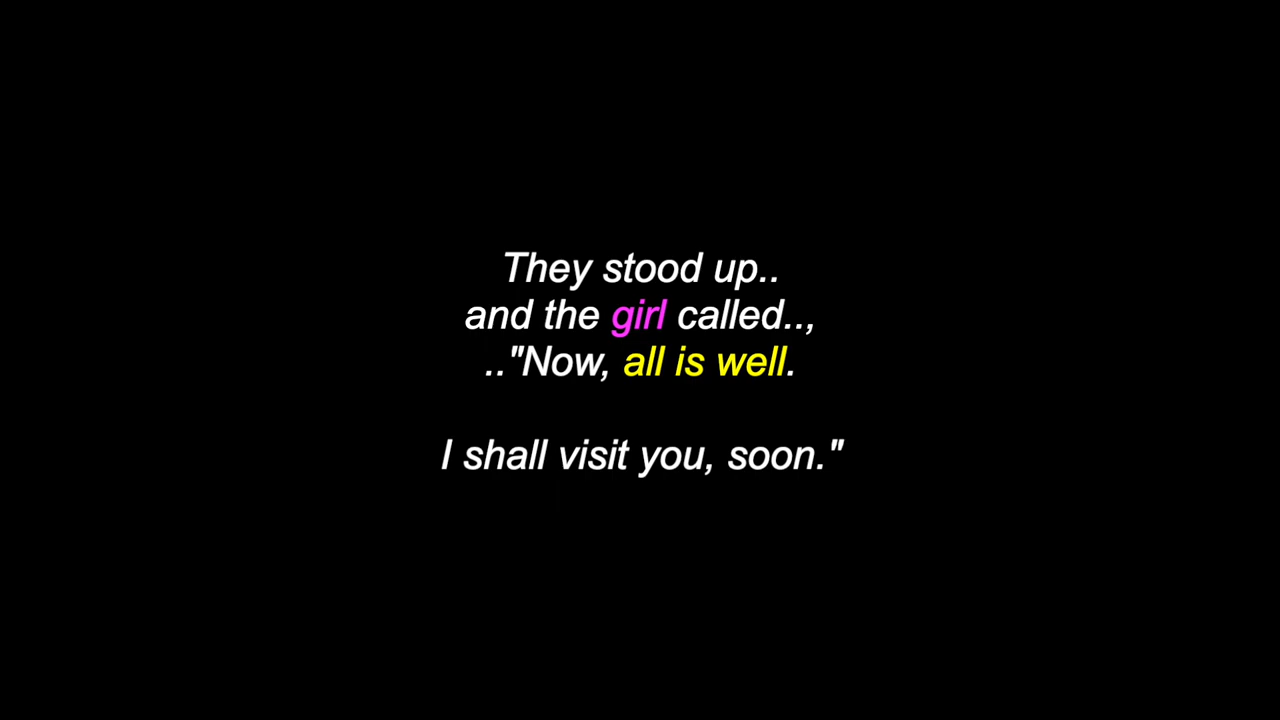 They stood up..
and the girl called..,
.."Now, all is well.
I shall visit you, soon."